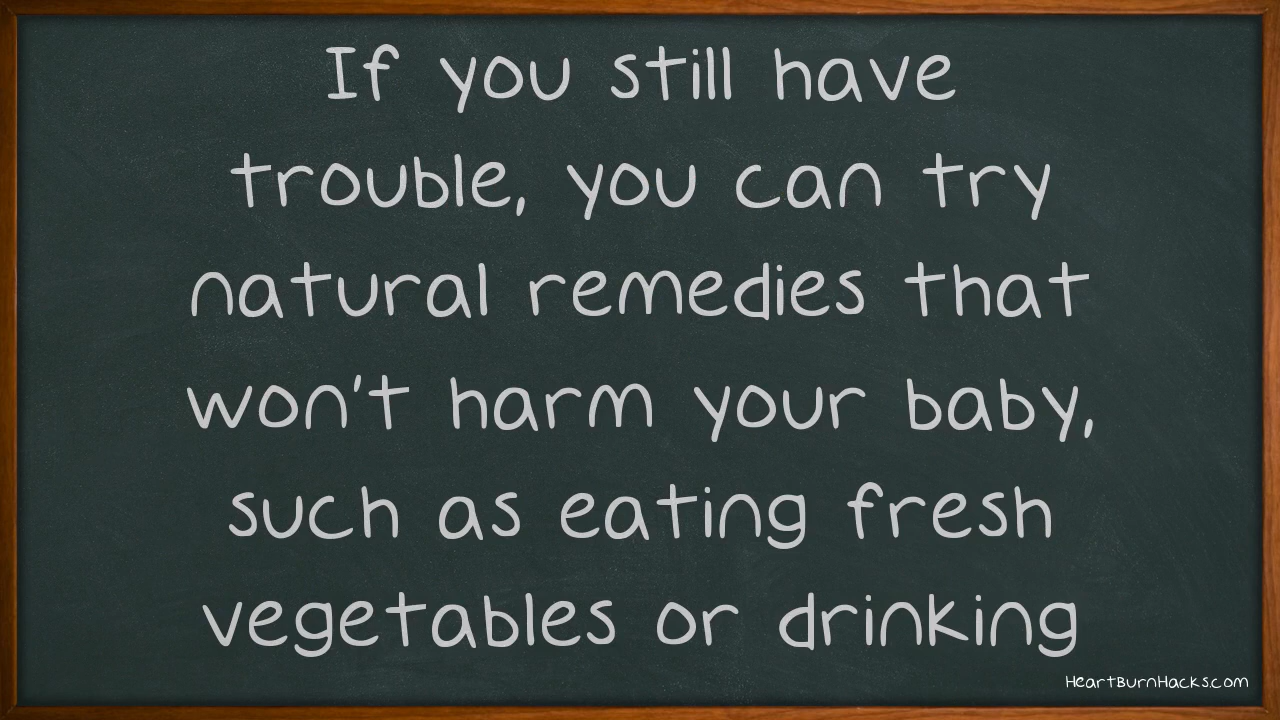 If you still have
trouble, you can try
natural remedies that
won't harm your baby,
such as eating fresh
vegetables or drinking
HeartBurnHacks.com